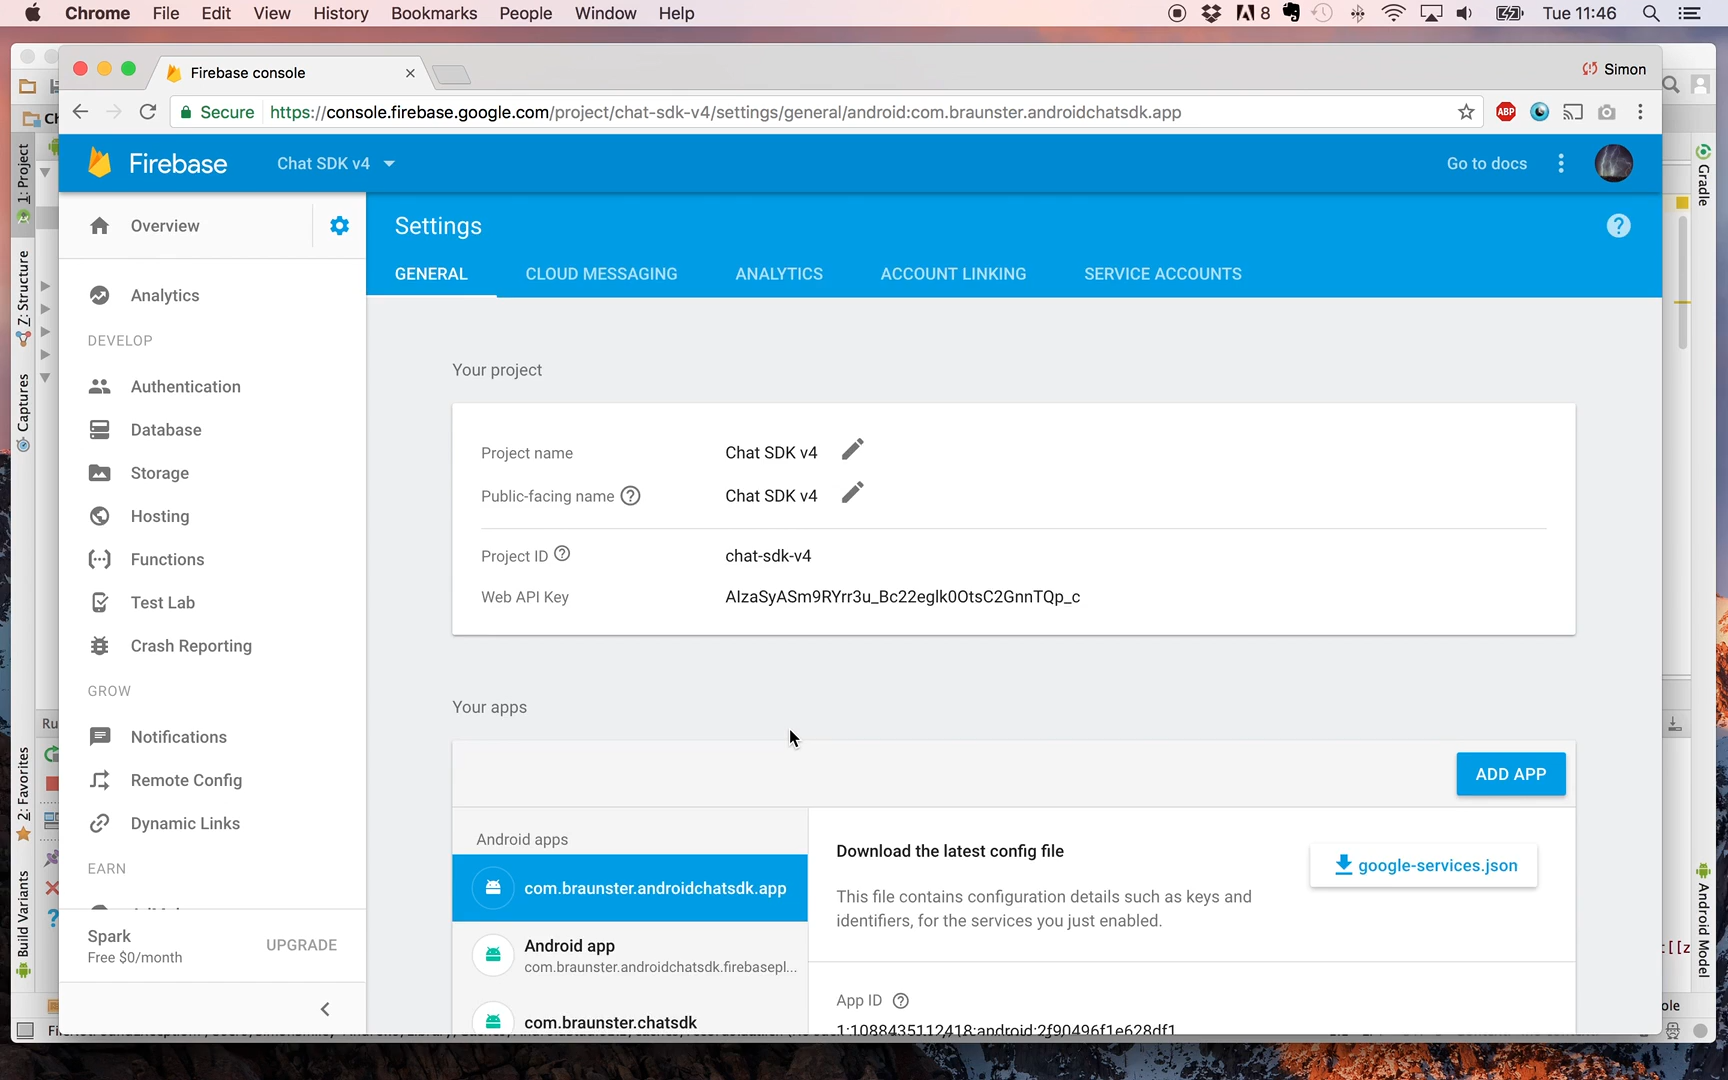 Chrome File Edit View History Bookmarks People Window Help 8 Tue 11:46
Firebase console Simon
Secure https://console.firebase.google.com/project/chat-sdk-v4/settings/general/android:com.braunster.androidchatsdk.app ABP
Firebase Chat SDK v4 Go to docs
Overview
Settings
GENERAL CLOUD MESSAGING ANALYTICS ACCOUNT LINKING SERVICE ACCOUNTS
Analytics
DEVELOP
Authentication
Database
Storage
Hosting
Functions
Test Lab
Crash Reporting
GROW
Notifications
Remote Config
Dynamic Links
EARN
Spark
Free $0/month
UPGRADE
Your project
Project name Chat SDK v4
Public-facing name Chat SDK v4
Project ID chat-sdk-v4
Web API Key AIzaSyASm9RYrr3u_Bc22eglk0OtsC2GnnTQp_c
Your apps
ADD APP
Android apps
com.braunster.androidchatsdk.app
Android app
com.braunster.androidchatsdk.firebasepl...
com.braunster.chatsdk
Download the latest config file
google-services.json
This file contains configuration details such as keys and
identifiers, for the services you just enabled.
App ID
1:1088435112418:android:2f90496f1e628df1
1: Project
Z: Structure
Captures
2: Favorites
Build Variants
Ru
Gradle
Android Model
:[[z
ole